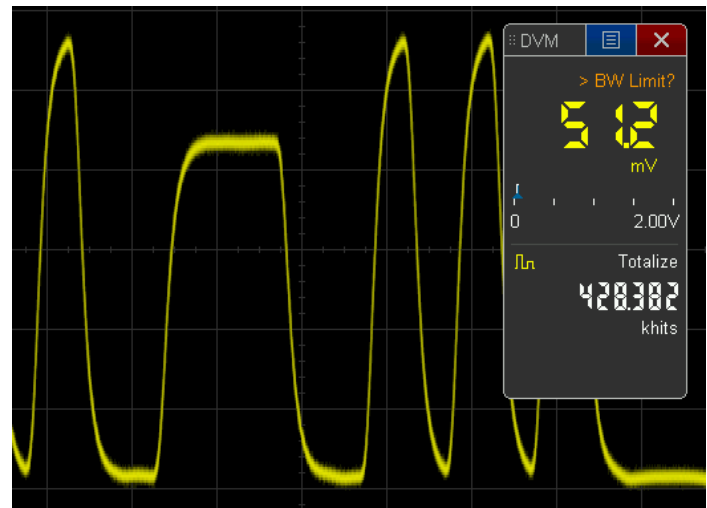 DVM
> BW Limit?
51.2
mV
0 2.00V
Totalize
428.382
khits